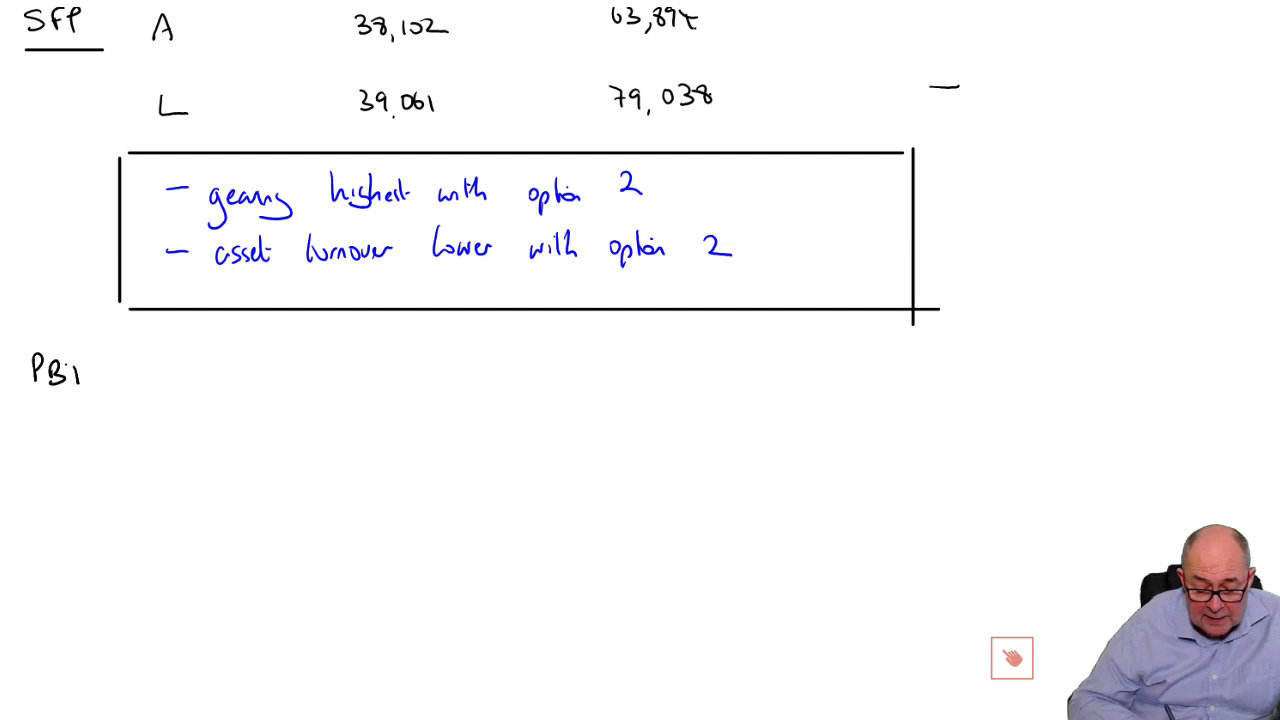 SFP A 38,102 63,894
L 39,061 79,038 —
– gearing highest with option 2
– asset turnover lower with option 2
PBI